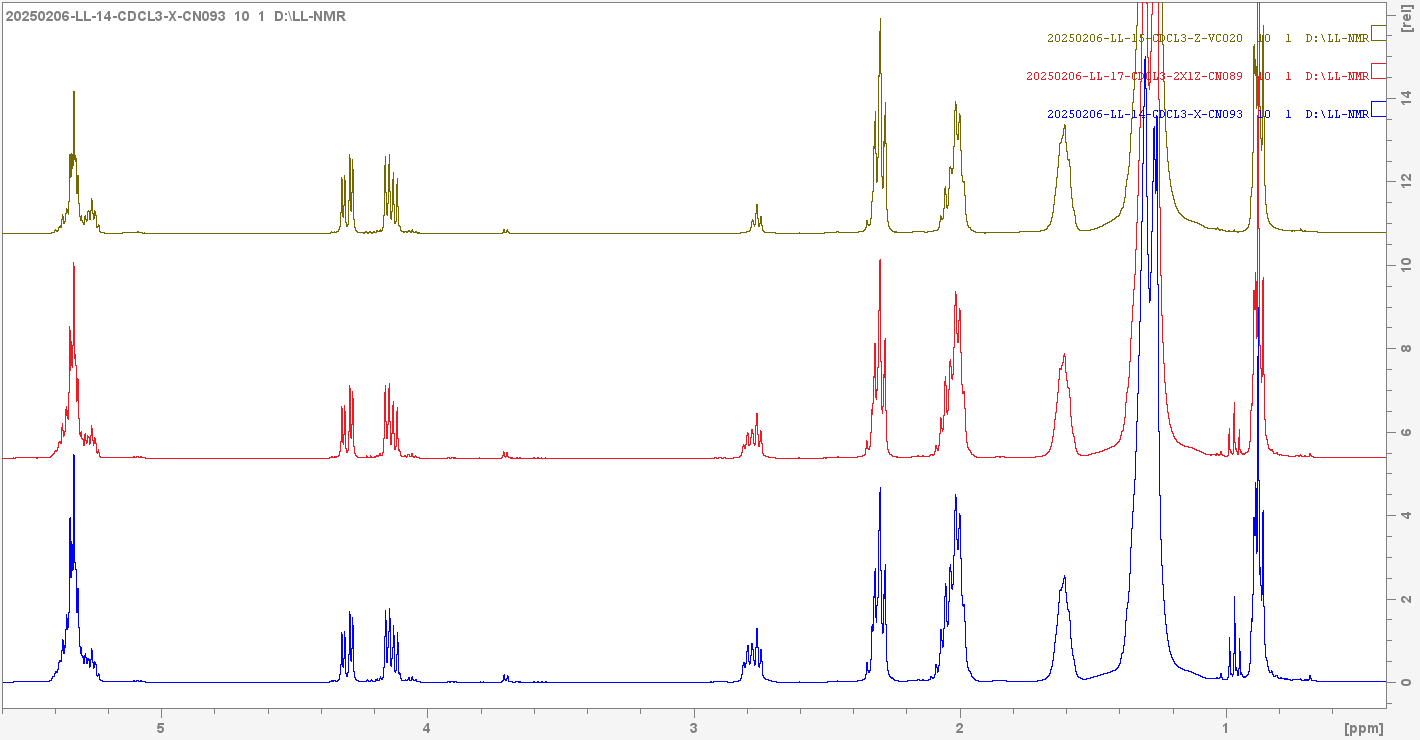 20250206-LL-14-CDCL3-X-CN093 10 1 D:\LL-NMR
[rel]
20250206-LL-15-CDCL3-Z-VC020 10 1 D:\LL-NMR
20250206-LL-17-CDCL3-2X1Z-CN089 10 1 D:\LL-NMR
20250206-LL-14-CDCL3-X-CN093 10 1 D:\LL-NMR
14
12
10
8
6
4
2
0
5 4 3 2 1 [ppm]